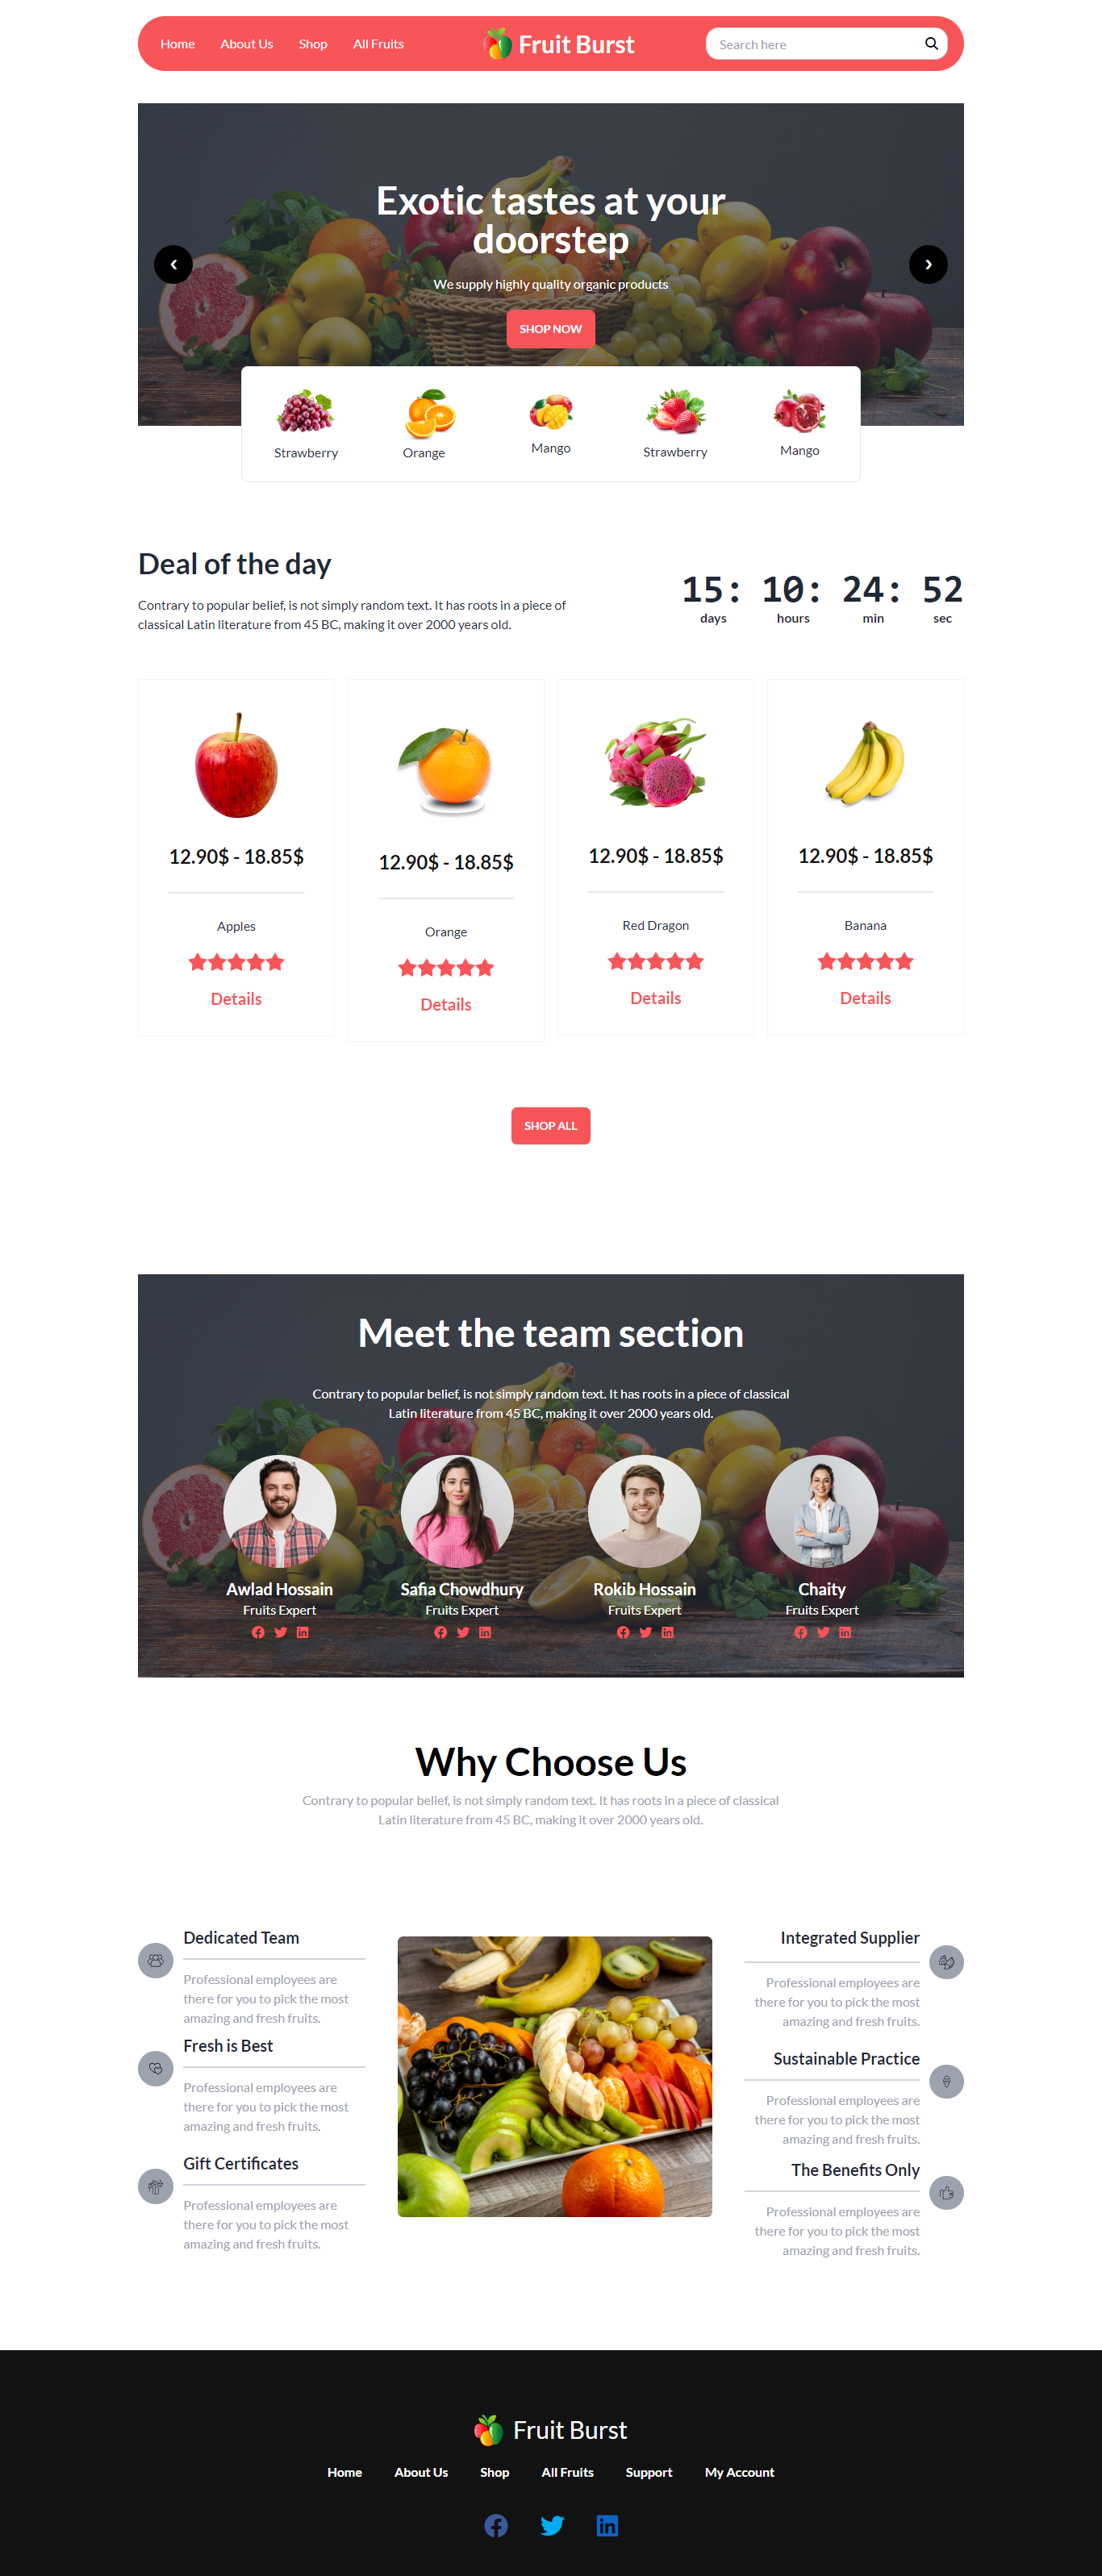 Home About Us Shop All Fruits Fruit Burst Search here
Exotic tastes at your
doorstep
We supply highly quality organic products
SHOP NOW
Strawberry Orange Mango Strawberry Mango
Deal of the day
Contrary to popular belief, is not simply random text. It has roots in a piece of
classical Latin literature from 45 BC, making it over 2000 years old.
15: 10: 24: 52
days hours min sec
12.90$ - 18.85$ 12.90$ - 18.85$ 12.90$ - 18.85$ 12.90$ - 18.85$
Apples Orange Red Dragon Banana
Details Details Details Details
SHOP ALL
Meet the team section
Contrary to popular belief, is not simply random text. It has roots in a piece of classical
Latin literature from 45 BC, making it over 2000 years old.
Awlad Hossain Safia Chowdhury Rokib Hossain Chaity
Fruits Expert Fruits Expert Fruits Expert Fruits Expert
Why Choose Us
Contrary to popular belief, is not simply random text. It has roots in a piece of classical
Latin literature from 45 BC, making it over 2000 years old.
Dedicated Team
Professional employees are
there for you to pick the most
amazing and fresh fruits.
Fresh is Best
Professional employees are
there for you to pick the most
amazing and fresh fruits.
Gift Certificates
Professional employees are
there for you to pick the most
amazing and fresh fruits.
Integrated Supplier
Professional employees are
there for you to pick the most
amazing and fresh fruits.
Sustainable Practice
Professional employees are
there for you to pick the most
amazing and fresh fruits.
The Benefits Only
Professional employees are
there for you to pick the most
amazing and fresh fruits.
Fruit Burst
Home About Us Shop All Fruits Support My Account